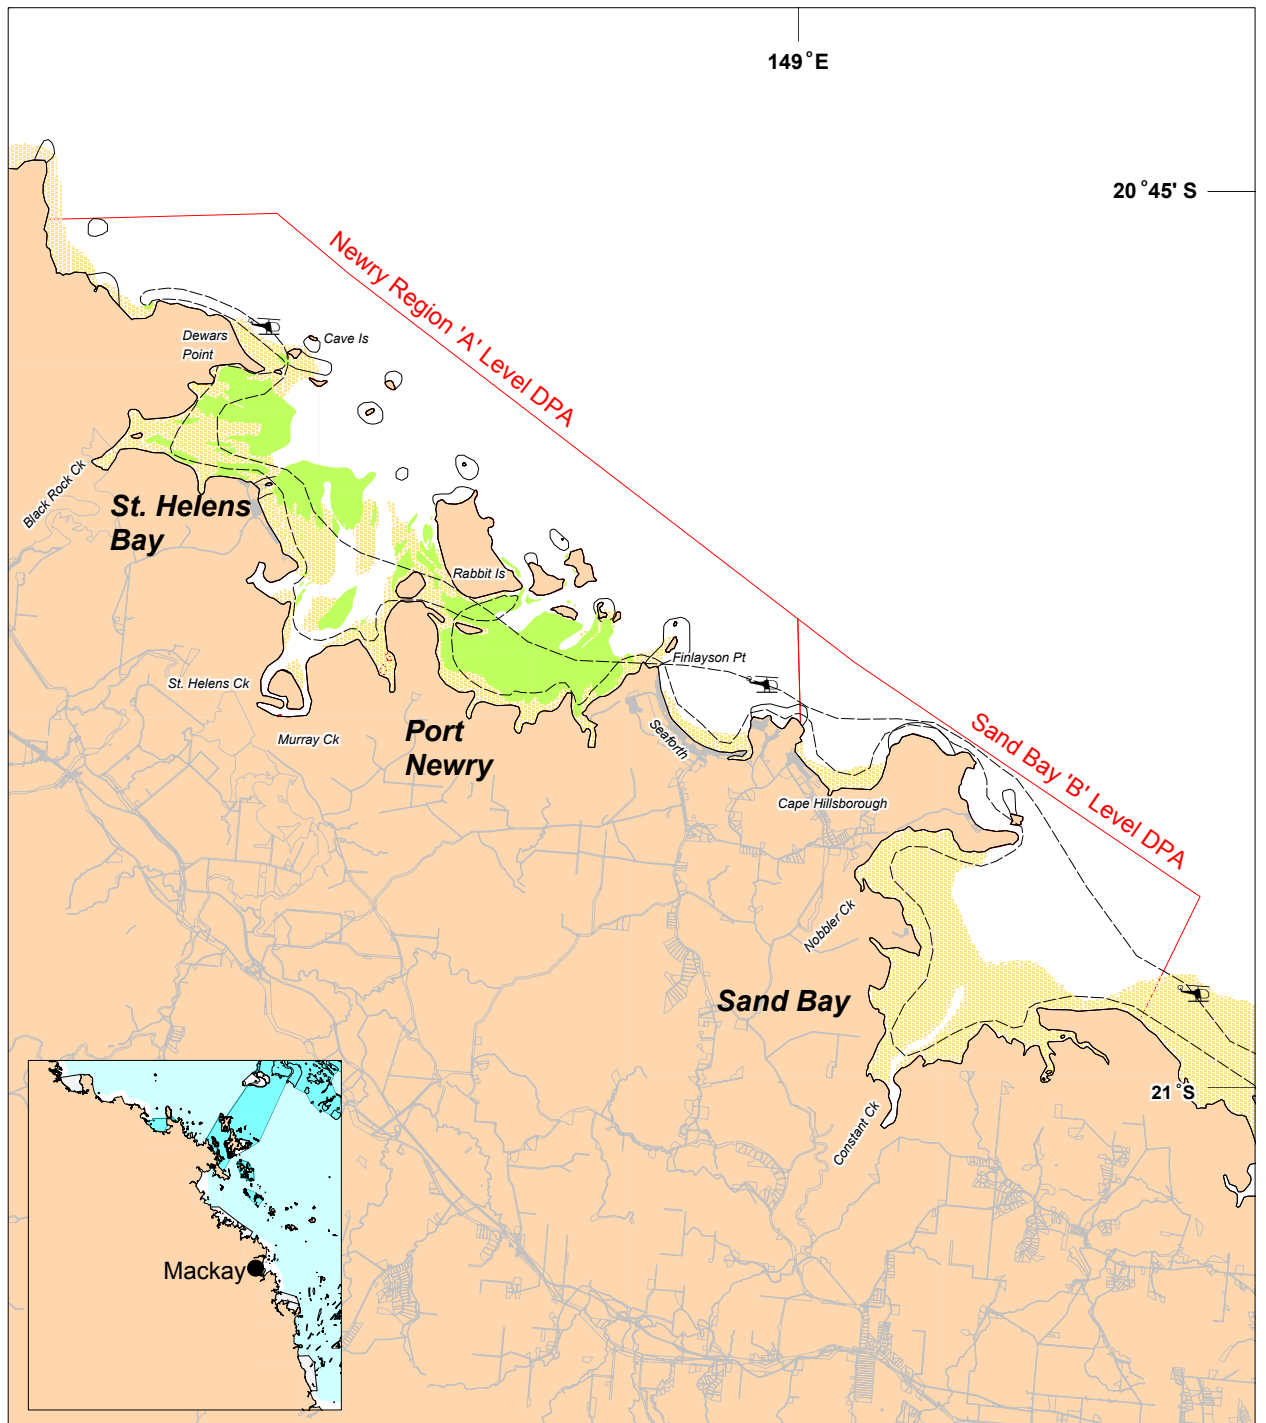 149°E
20°45' S
Newry Region 'A' Level DPA
Dewars
Point
Cave Is
Black Rock Ck
St. Helens
Bay
Rabbit Is
Finlayson Pt
St. Helens Ck
Murray Ck
Port
Newry
Seaforth
Sand Bay 'B' Level DPA
Cape Hillsborough
Nobbler Ck
Sand Bay
21°S
Constant Ck
Mackay